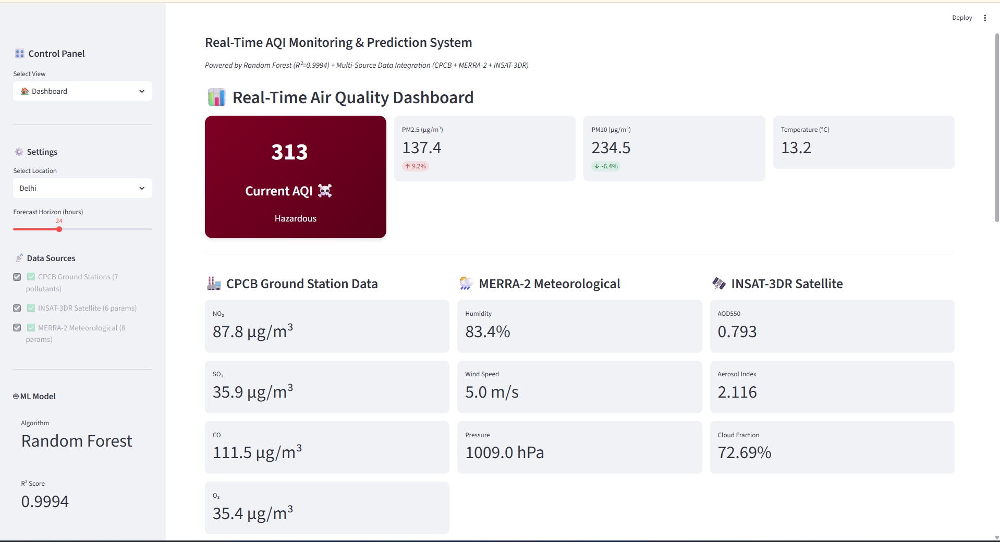 Deploy
Control Panel
Select View
Dashboard
Settings
Select Location
Delhi
Forecast Horizon (hours)
24
Data Sources
CPCB Ground Stations (7
pollutants)
INSAT-3DR Satellite (6 params)
MERRA-2 Meteorological (8
params)
ML Model
Algorithm
Random Forest
R² Score
0.9994
Real-Time AQI Monitoring & Prediction System
Powered by Random Forest (R²=0.9994) + Multi-Source Data Integration (CPCB + MERRA-2 + INSAT-3DR)
Real-Time Air Quality Dashboard
313
Current AQI
Hazardous
PM2.5 (µg/m³)
137.4
↑ 9.2%
PM10 (µg/m³)
234.5
↓ -6.4%
Temperature (°C)
13.2
CPCB Ground Station Data
NO₂
87.8 µg/m³
SO₂
35.9 µg/m³
CO
111.5 µg/m³
O₃
35.4 µg/m³
MERRA-2 Meteorological
Humidity
83.4%
Wind Speed
5.0 m/s
Pressure
1009.0 hPa
INSAT-3DR Satellite
AOD550
0.793
Aerosol Index
2.116
Cloud Fraction
72.69%